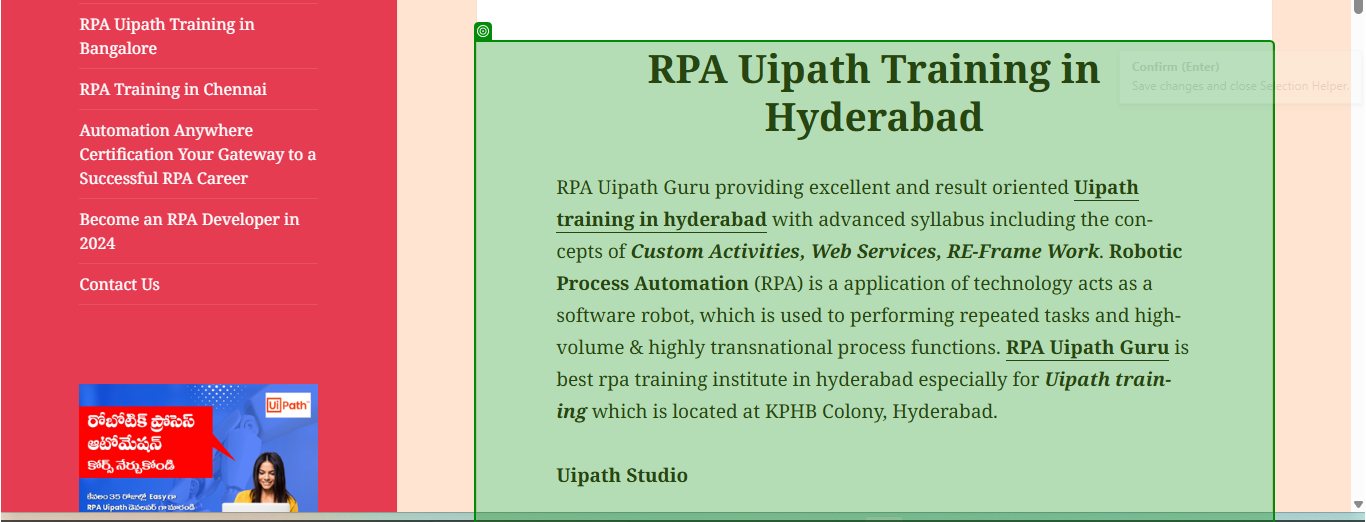 RPA Uipath Training in
Bangalore
RPA Training in Chennai
Automation Anywhere
Certification Your Gateway to a
Successful RPA Career
Become an RPA Developer in
2024
Contact Us
రోబోటిక్ ప్రోసెస్
ఆటోమేషన్
కోర్స్ నేర్చుకోండి
UiPath
కేవలం 35 రోజుల్లో Easy గా
RPA Uipath డెవలపర్ గా మారండి
RPA Uipath Training in
Hyderabad
Confirm (Enter)
Save changes and close Selection Helper.
RPA Uipath Guru providing excellent and result oriented Uipath
training in hyderabad with advanced syllabus including the con-
cepts of Custom Activities, Web Services, RE-Frame Work. Robotic
Process Automation (RPA) is a application of technology acts as a
software robot, which is used to performing repeated tasks and high-
volume & highly transnational process functions. RPA Uipath Guru is
best rpa training institute in hyderabad especially for Uipath train-
ing which is located at KPHB Colony, Hyderabad.
Uipath Studio